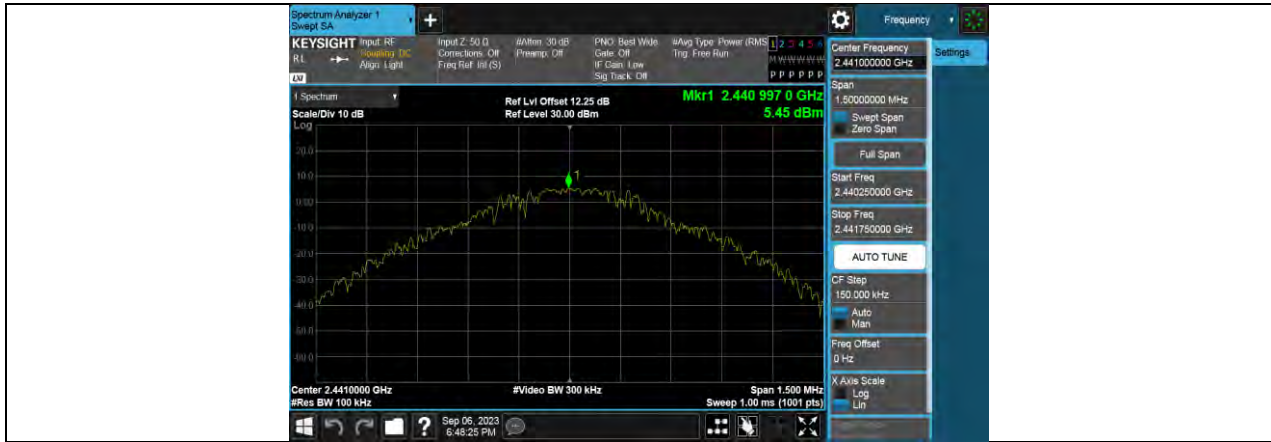 Spectrum Analyzer 1
Swept SA
+
Frequency
KEYSIGHT
R L
LXI
Input: RF
Coupling: DC
Align: Light
Input Z: 50 Ω
Corrections: Off
Freq Ref: Int (S)
#Atten: 30 dB
Preamp: Off
PNO: Best Wide
Gate: Off
IF Gain: Low
Sig Track: Off
#Avg Type: Power (RMS
Trig: Free Run
1 2 3 4 5 6
M W W W W W
P P P P P P
Center Frequency
2.441000000 GHz
Settings
Span
1.50000000 MHz
Swept Span
Zero Span
Full Span
Start Freq
2.440250000 GHz
Stop Freq
2.441750000 GHz
AUTO TUNE
CF Step
150.000 kHz
Auto
Man
Freq Offset
0 Hz
X Axis Scale
Log
Lin
1 Spectrum
Scale/Div 10 dB
Ref Lvl Offset 12.25 dB
Ref Level 30.00 dBm
Mkr1 2.440 997 0 GHz
5.45 dBm
Log
20.0
10.0
0.00
-10.0
-20.0
-30.0
-40.0
-50.0
-60.0
1
Center 2.4410000 GHz
#Res BW 100 kHz
#Video BW 300 kHz
Span 1.500 MHz
Sweep 1.00 ms (1001 pts)
?
Sep 06, 2023
6:48:25 PM